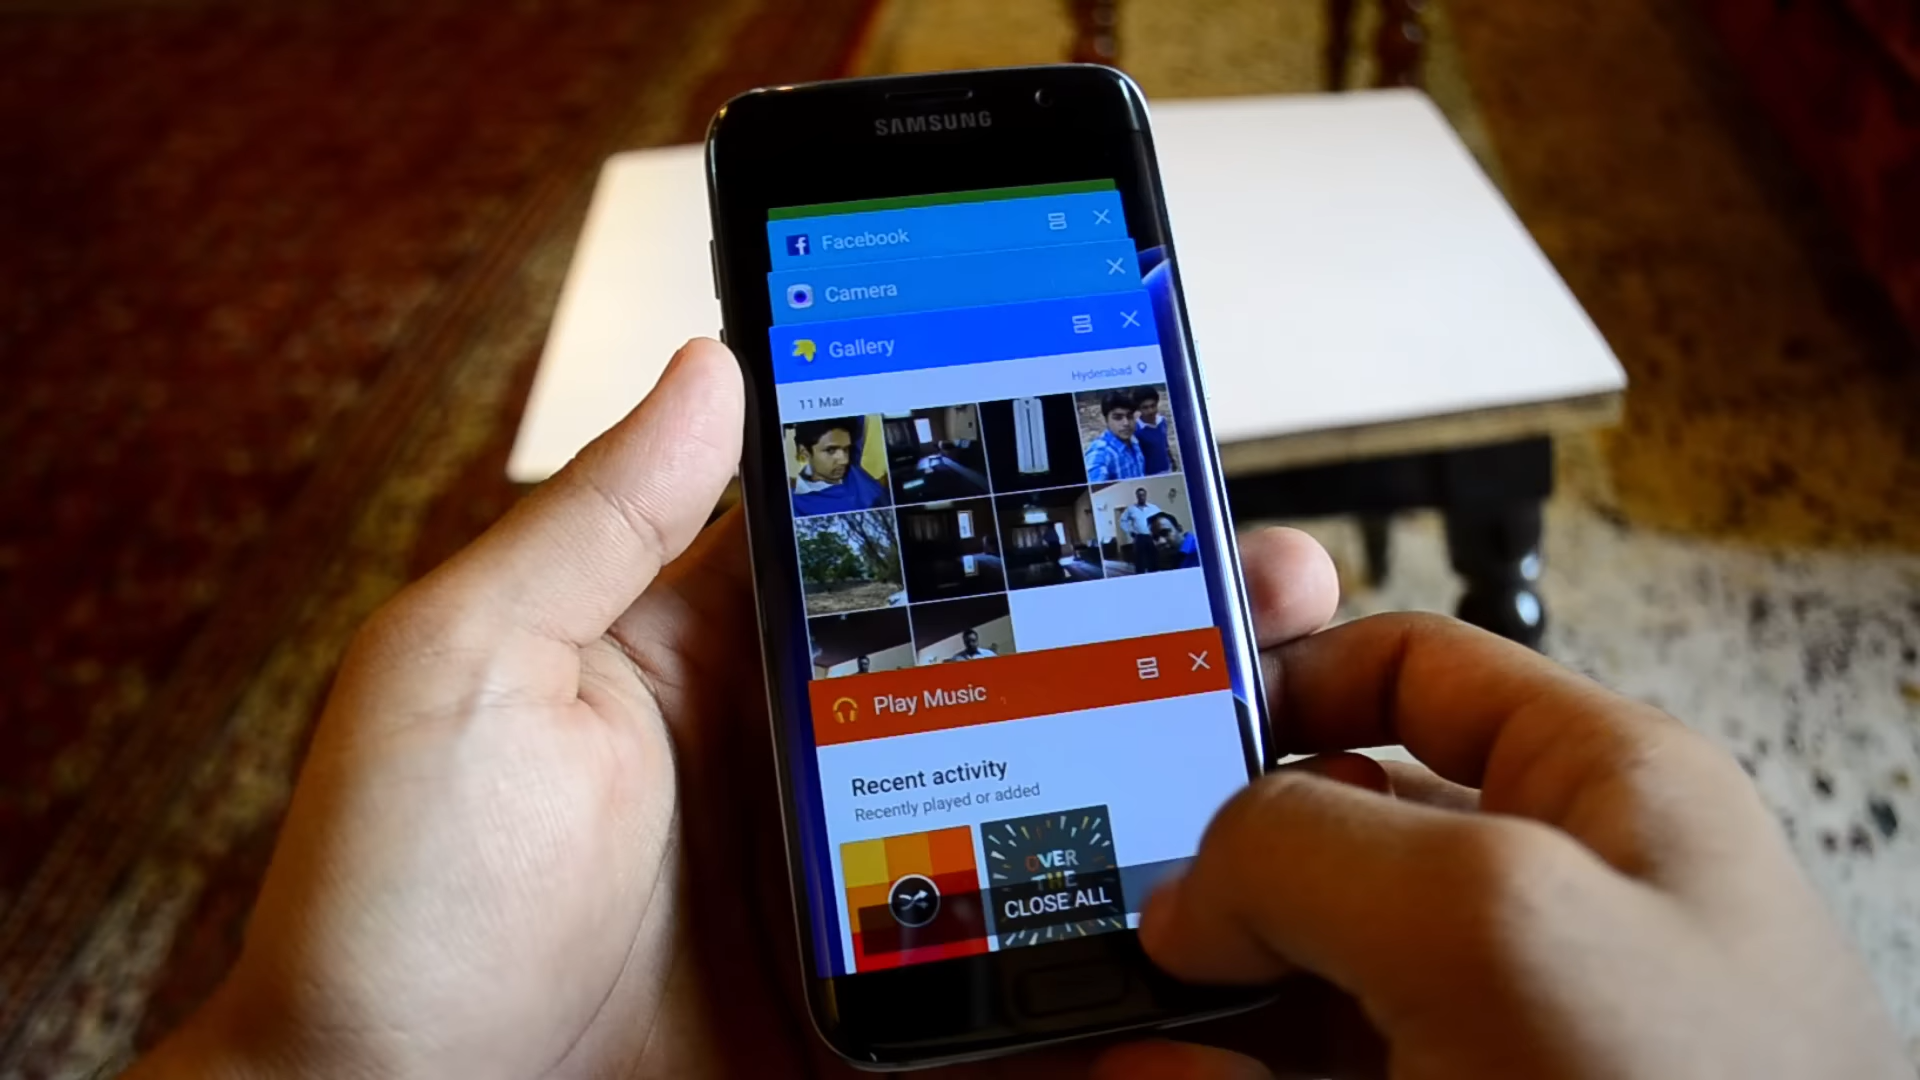 SAMSUNG
Facebook
Camera
Gallery
Hyderabad
11 Mar
Play Music
Recent activity
Recently played or added
OVER
THE
CLOSE ALL